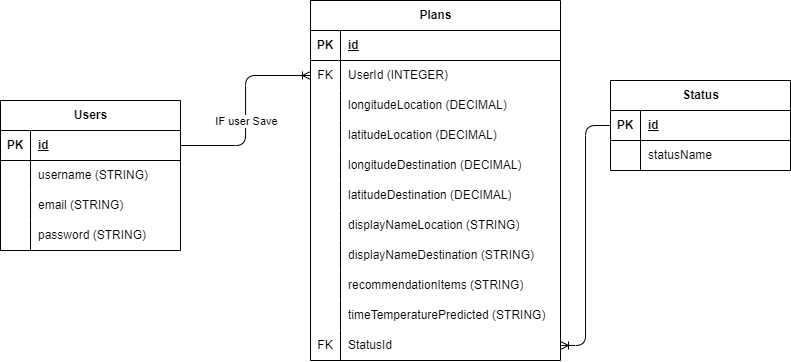 Plans
PK id
FK UserId (INTEGER)
longitudeLocation (DECIMAL)
latitudeLocation (DECIMAL)
longitudeDestination (DECIMAL)
latitudeDestination (DECIMAL)
displayNameLocation (STRING)
displayNameDestination (STRING)
recommendationItems (STRING)
timeTemperaturePredicted (STRING)
FK StatusId
Users
PK id
username (STRING)
email (STRING)
password (STRING)
IF user Save
Status
PK id
statusName